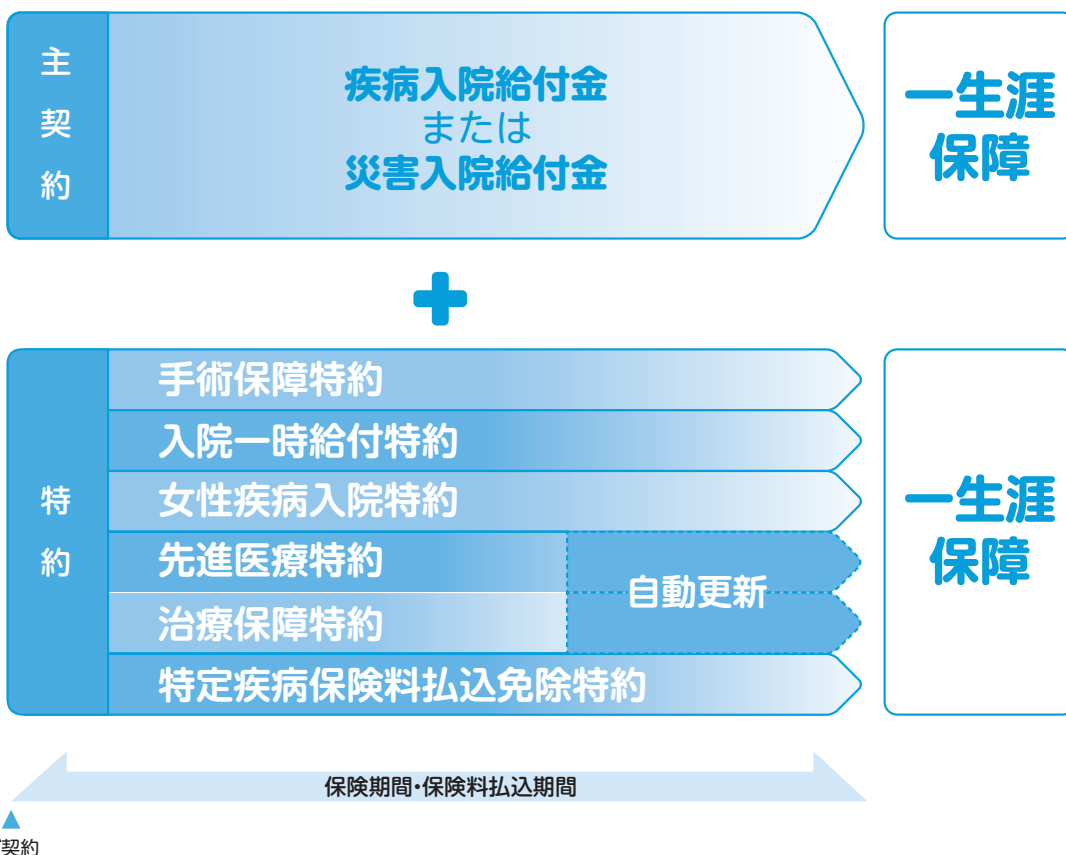 主契約
疾病入院給付金
または
災害入院給付金
一生涯
保障
特約
手術保障特約
入院一時給付特約
女性疾病入院特約
先進医療特約
治療保障特約
自動更新
特定疾病保険料払込免除特約
一生涯
保障
保険期間・保険料払込期間
契約